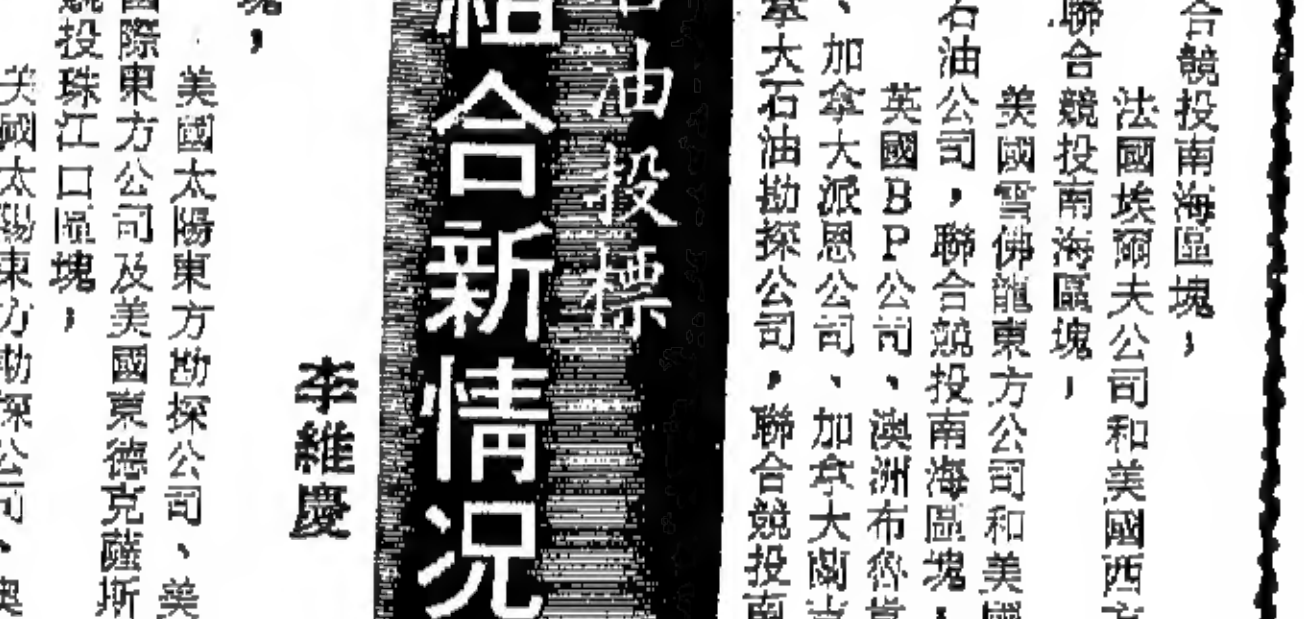 合競投南海區塊；
法國埃爾夫公司和美國西
聯合競投南海區塊；
美國雪佛龍東方公司和美國
石油公司，聯合競投南海區塊；
英國BP公司、澳洲布
、加拿大派恩公司、加拿大蘭
拿大石油勘探公司，聯合競投南
油投標
組合新情況
李維慶
塊，
美國太陽東方勘探公司、美
國際東方公司及美國東德克薩斯
競投珠江口區塊；
美國太陽東方勘探公司、奧